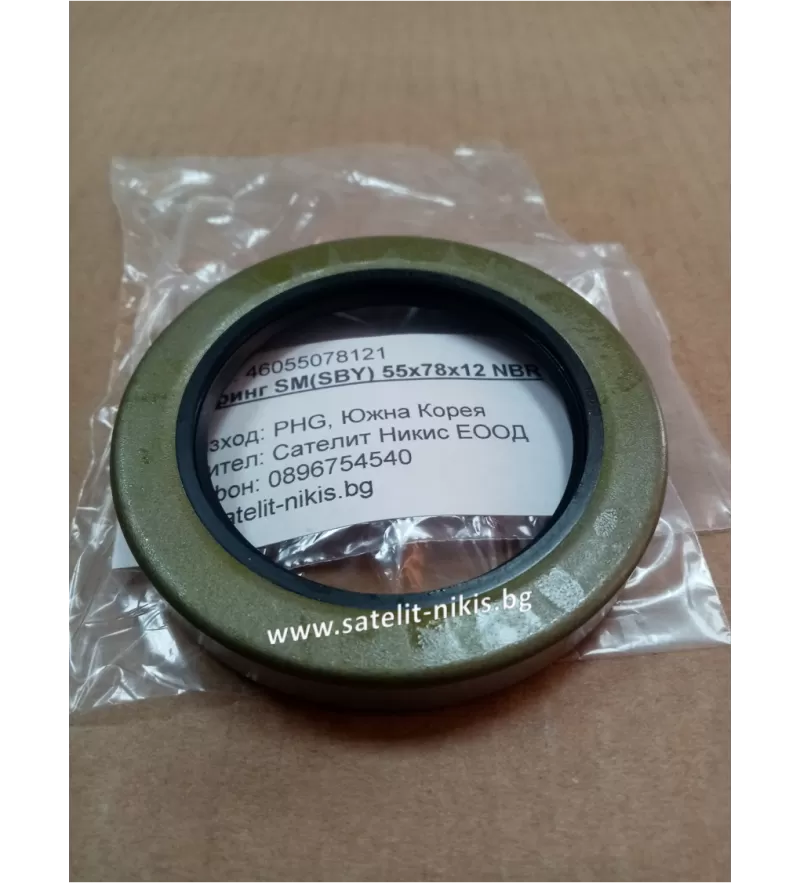 46055078121
ринг SM(SBY) 55x78x12 NBR
зход: PHG, Южна Корея
ител: Сателит Никис ЕООД
фон: 0896754540
atelit-nikis.bg
www.satelit-nikis.bg